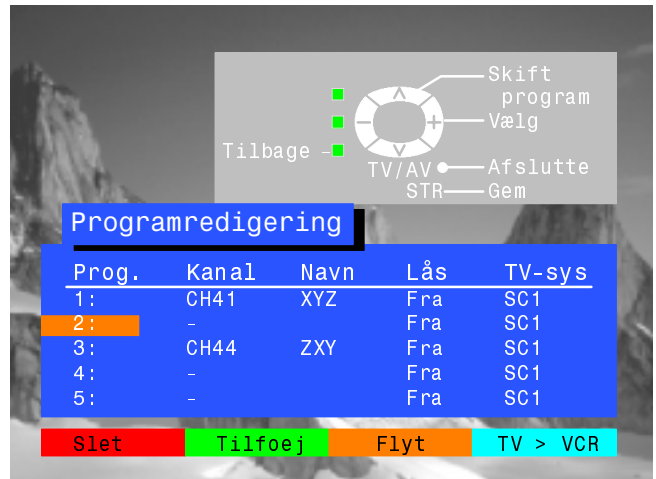 Skift
program
Vælg
Tilbage –
TV/AV Afslutte
STR Gem
Programredigering
Prog. Kanal Navn Lås TV-sys
1: CH41 XYZ Fra SC1
2: – Fra SC1
3: CH44 ZXY Fra SC1
4: – Fra SC1
5: – Fra SC1
Slet Tilfoej Flyt TV > VCR